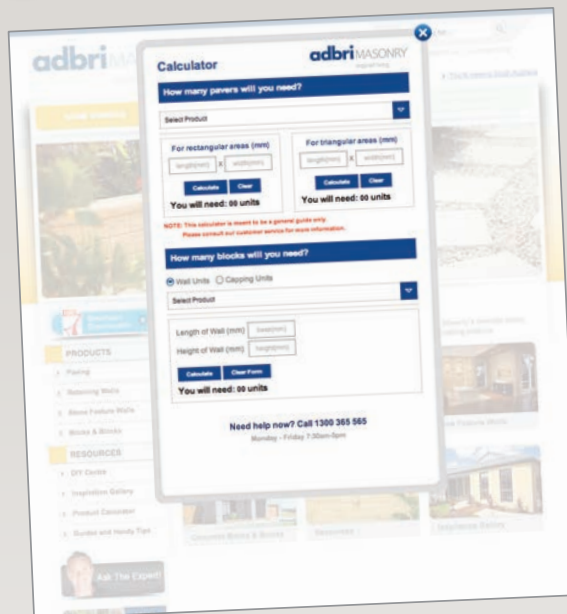 adbri MA
Calculator
adbri MASONRY
How many pavers will you need?
Select Product
For rectangular areas (mm)
length(mm) X width(mm)
Calculate Clear
You will need: 00 units
For triangular areas (mm)
length(mm) X width(mm)
Calculate Clear
You will need: 00 units
NOTE: This calculator is meant to be a general guide only.
Please consult our customer service for more information.
How many blocks will you need?
Wall Units Capping Units
Select Product
Length of Wall (mm)
Height of Wall (mm) height(mm)
Calculate Clear Form
You will need: 00 units
Need help now? Call 1300 365 565
Monday - Friday 7:30am-5pm
PRODUCTS
Paving
Retaining Walls
Stone Feature Walls
Bricks & Blocks
RESOURCES
DIY Centre
Inspiration Gallery
Product Calculator
Guides and Handy Tips
Ask The Expert
Concrete Bricks & Blocks
Resources
Inspiration Gallery